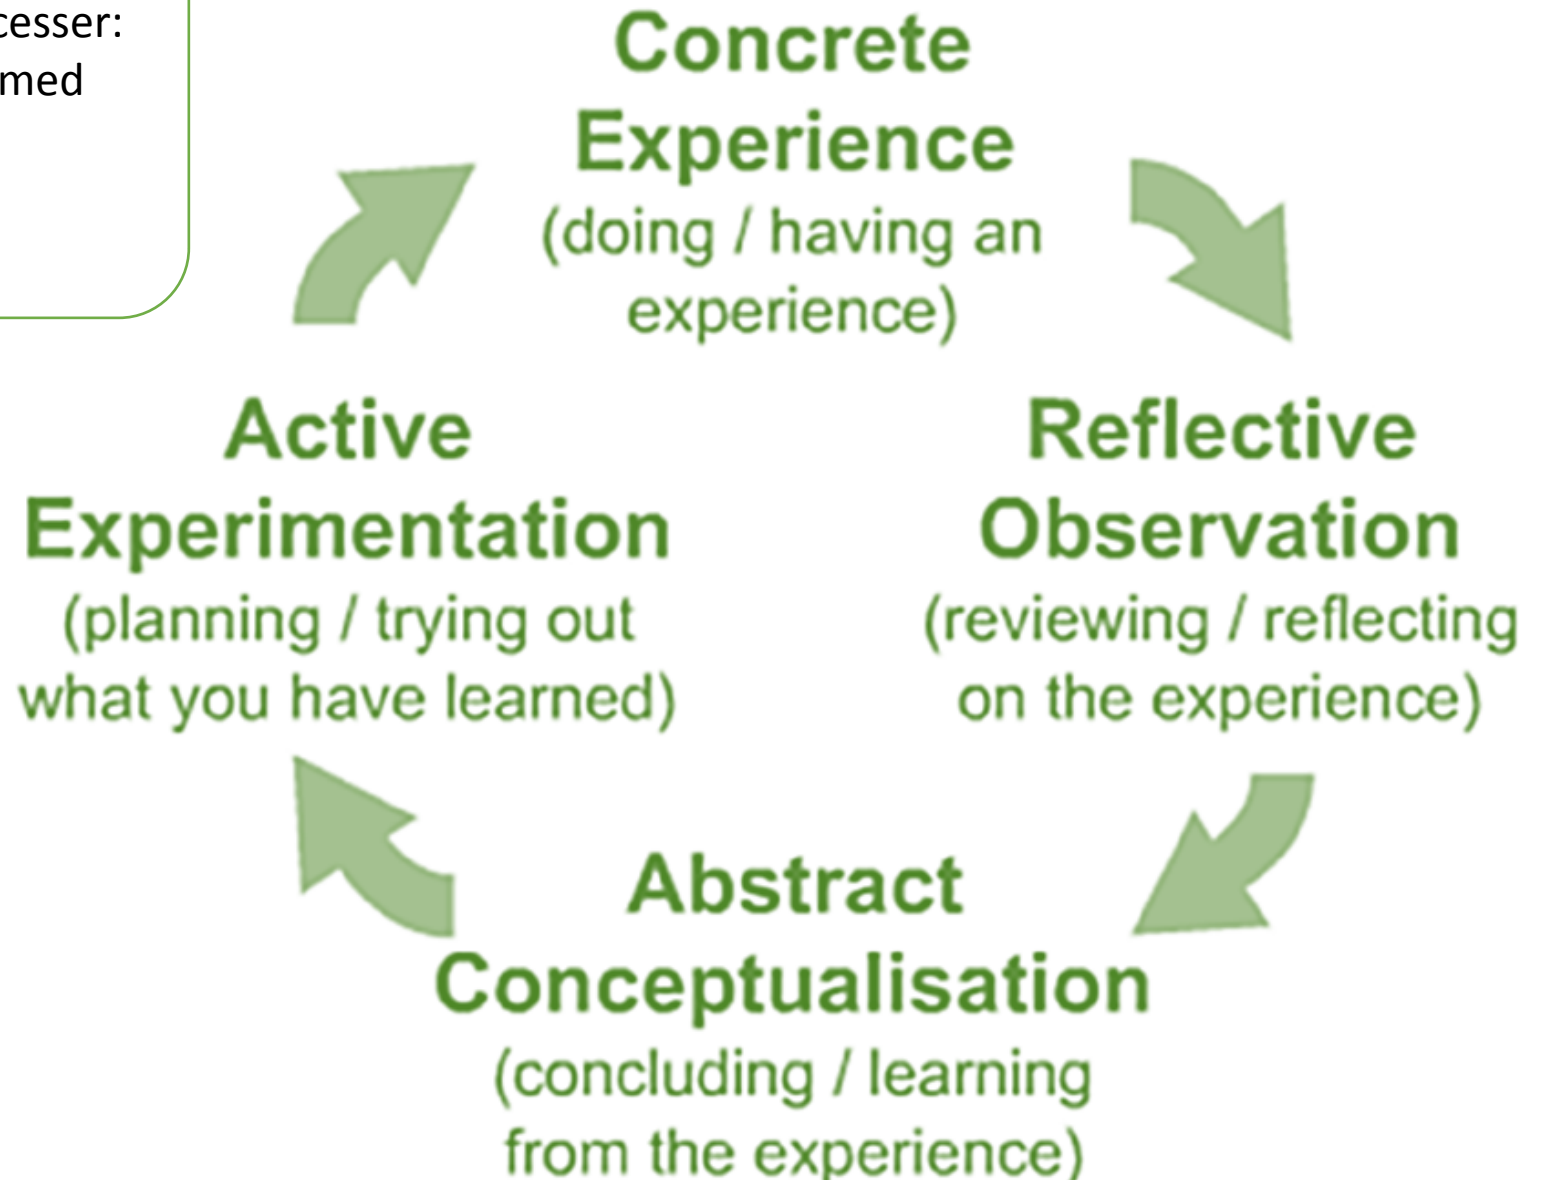 cesser:
med
Concrete
Experience
(doing / having an
experience)
Reflective
Observation
(reviewing / reflecting
on the experience)
Abstract
Conceptualisation
(concluding / learning
from the experience)
Active
Experimentation
(planning / trying out
what you have learned)